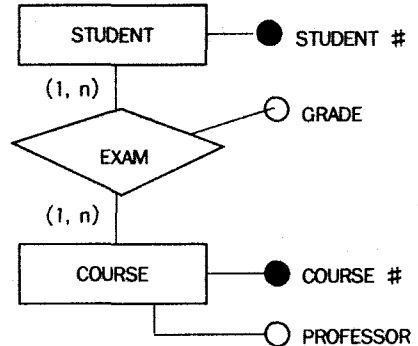 STUDENT
STUDENT #
(1, n)
GRADE
EXAM
(1, n)
COURSE
COURSE #
PROFESSOR